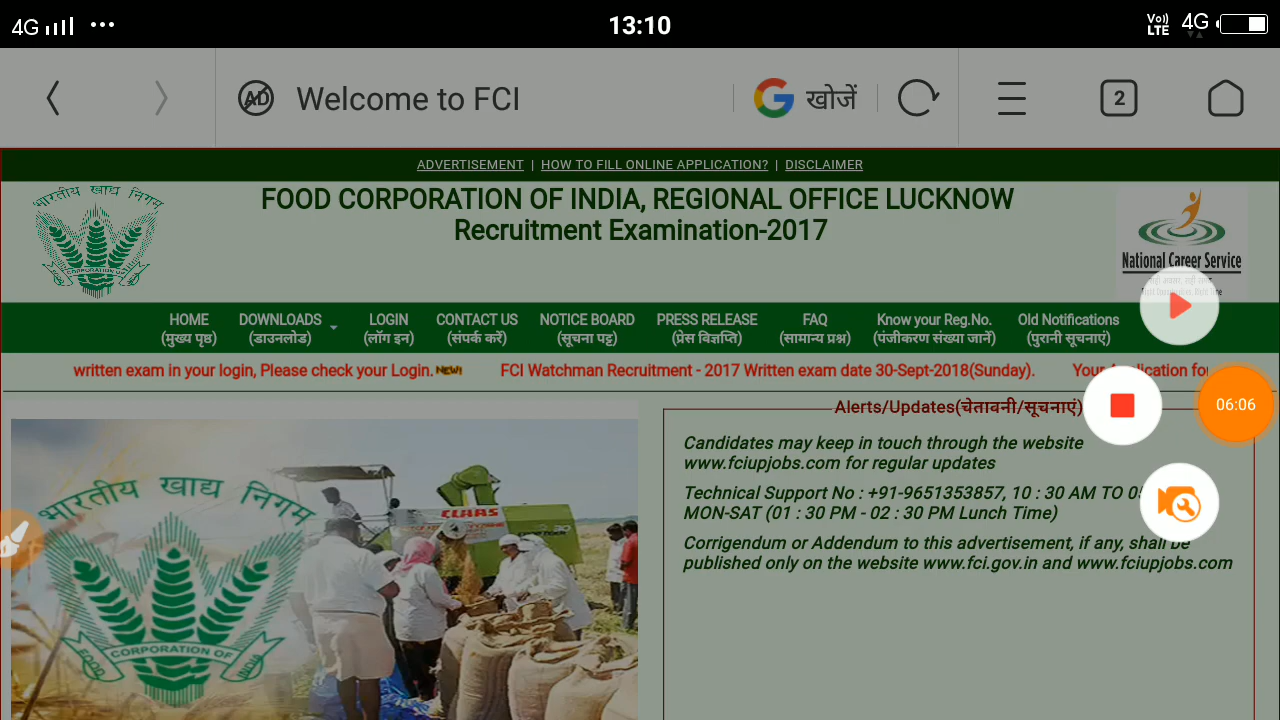 4G
13:10
Vo)) LTE 4G
AD Welcome to FCI
खोजें
2
ADVERTISEMENT | HOW TO FILL ONLINE APPLICATION? | DISCLAIMER
भारतीय खाद्य निगम
FOOD CORPORATION OF INDIA, REGIONAL OFFICE LUCKNOW
Recruitment Examination-2017
National Career Service
HOME DOWNLOADS LOGIN CONTACT US NOTICE BOARD PRESS RELEASE FAQ Know your Reg.No. Old Notifications
(मुख्य पृष्ठ) (डाउनलोड) (लॉग इन) (संपर्क करें) (सूचना पट्ट) (प्रेस विज्ञप्ति) (सामान्य प्रश्न) (पंजीकरण संख्या जानें) (पुरानी सूचनाएं)
written exam in your login, Please check your Login. NEW! FCI Watchman Recruitment - 2017 Written exam date 30-Sept-2018(Sunday). Your
06:06
Alerts/Updates(चेतावनी/सूचनाएं)
Candidates may keep in touch through the website
www.fciupjobs.com for regular updates
Technical Support No : +91-9651353857, 10 : 30 AM TO
MON-SAT (01 : 30 PM - 02 : 30 PM Lunch Time)
Corrigendum or Addendum to this advertisement, if any, shall be
published only on the website www.fci.gov.in and www.fciupjobs.com
भारतीय खाद्य निगम
CLAAS
FOOD CORPORATION OF INDIA